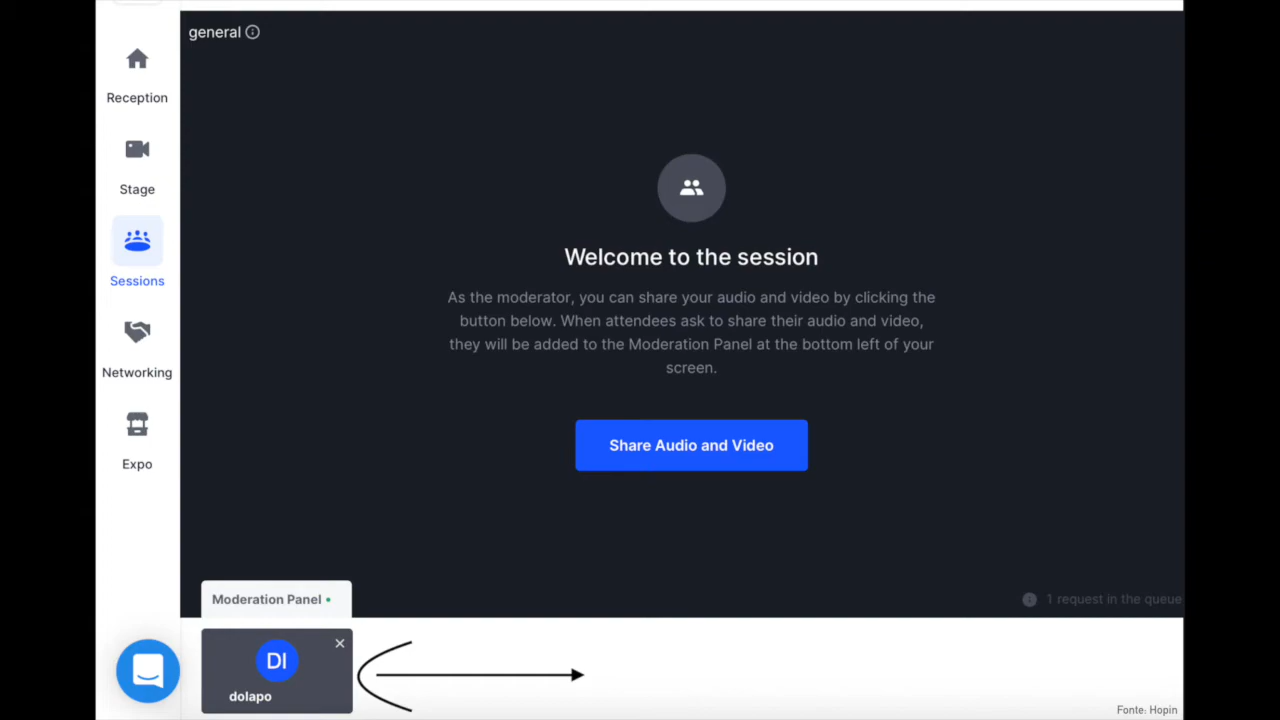 general
Reception
Stage
Sessions
Networking
Expo
Welcome to the session
As the moderator, you can share your audio and video by clicking the
button below. When attendees ask to share their audio and video,
they will be added to the Moderation Panel at the bottom left of your
screen.
Share Audio and Video
Moderation Panel
1 request in the queue
DI
dolapo
Fonte: Hopin